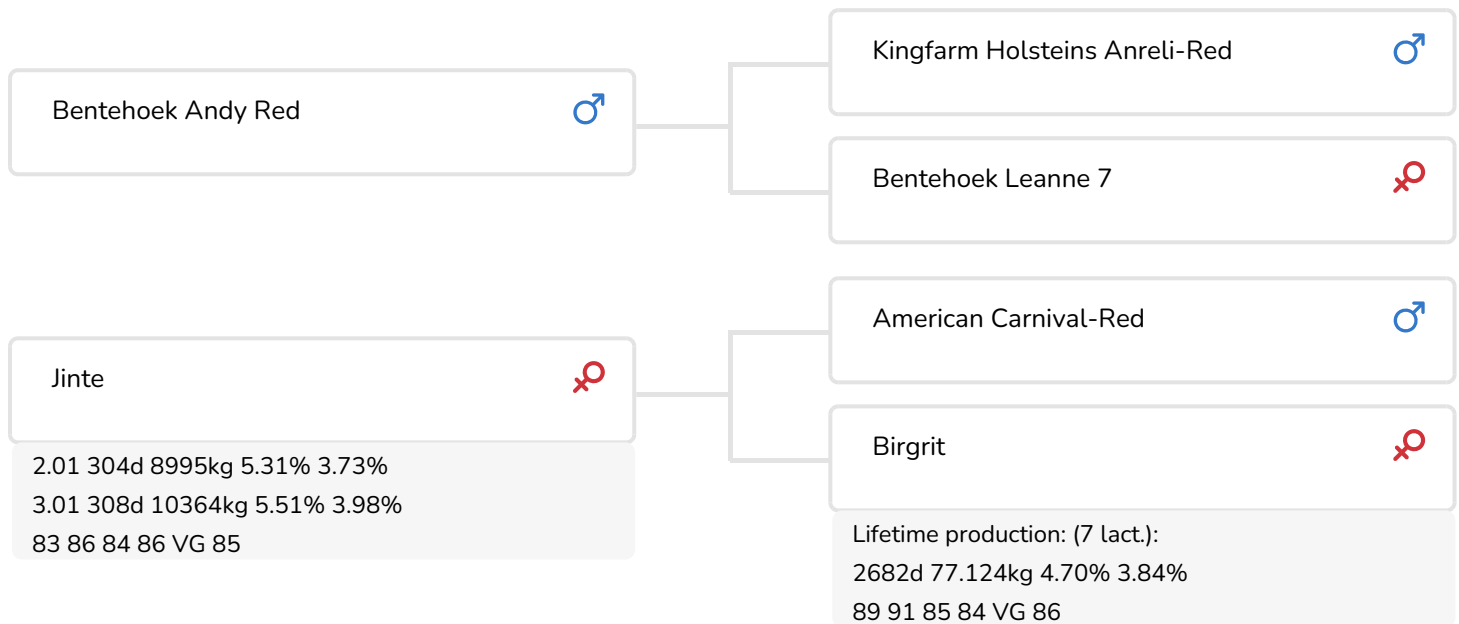 Bentehoek Andy Red
Kingfarm Holsteins Anreli-Red
Bentehoek Leanne 7
Jinte
2.01 304d 8995kg 5.31% 3.73%
3.01 308d 10364kg 5.51% 3.98%
83 86 84 86 VG 85
American Carnival-Red
Birgrit
Lifetime production: (7 lact.):
2682d 77.124kg 4.70% 3.84%
89 91 85 84 VG 86